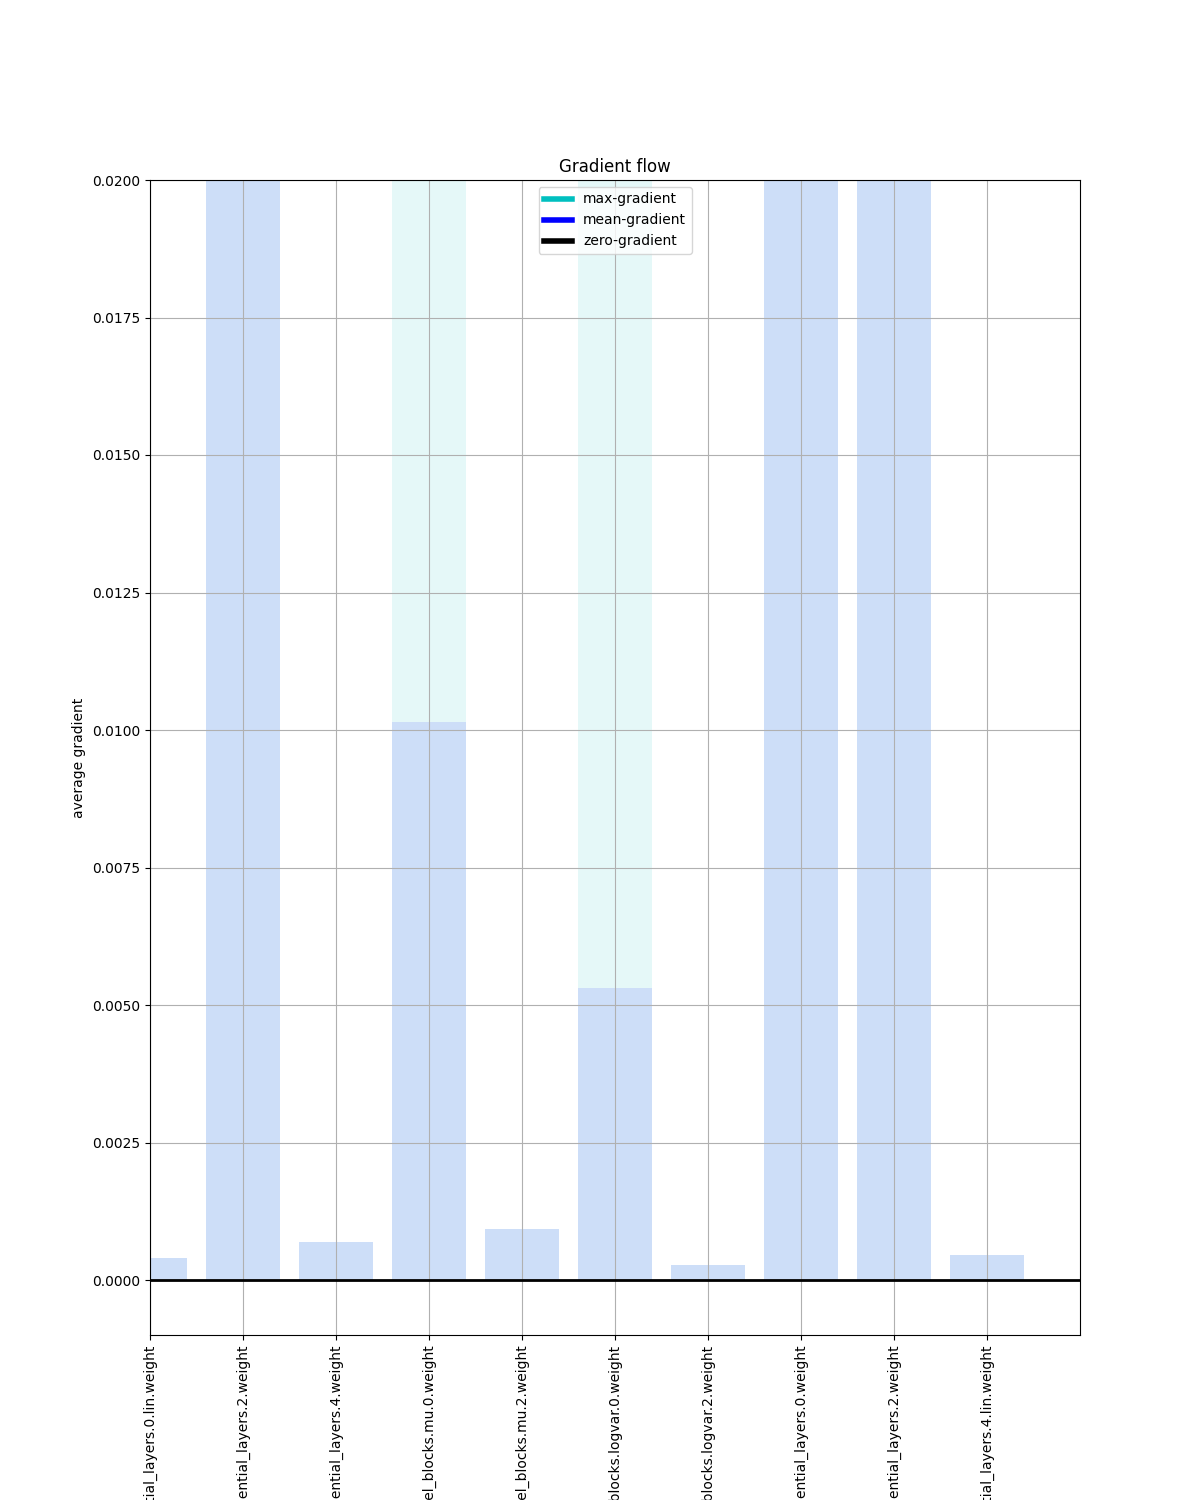 Gradient flow
max-gradient
mean-gradient
zero-gradient
0.0200
0.0175
0.0150
0.0125
0.0100
0.0075
0.0050
0.0025
0.0000
average gradient
tial_layers.0.lin.weight
ential_layers.2.weight
ential_layers.4.weight
el_blocks.mu.0.weight
el_blocks.mu.2.weight
blocks.logvar.0.weight
blocks.logvar.2.weight
ential_layers.0.weight
ential_layers.2.weight
tial_layers.4.lin.weight